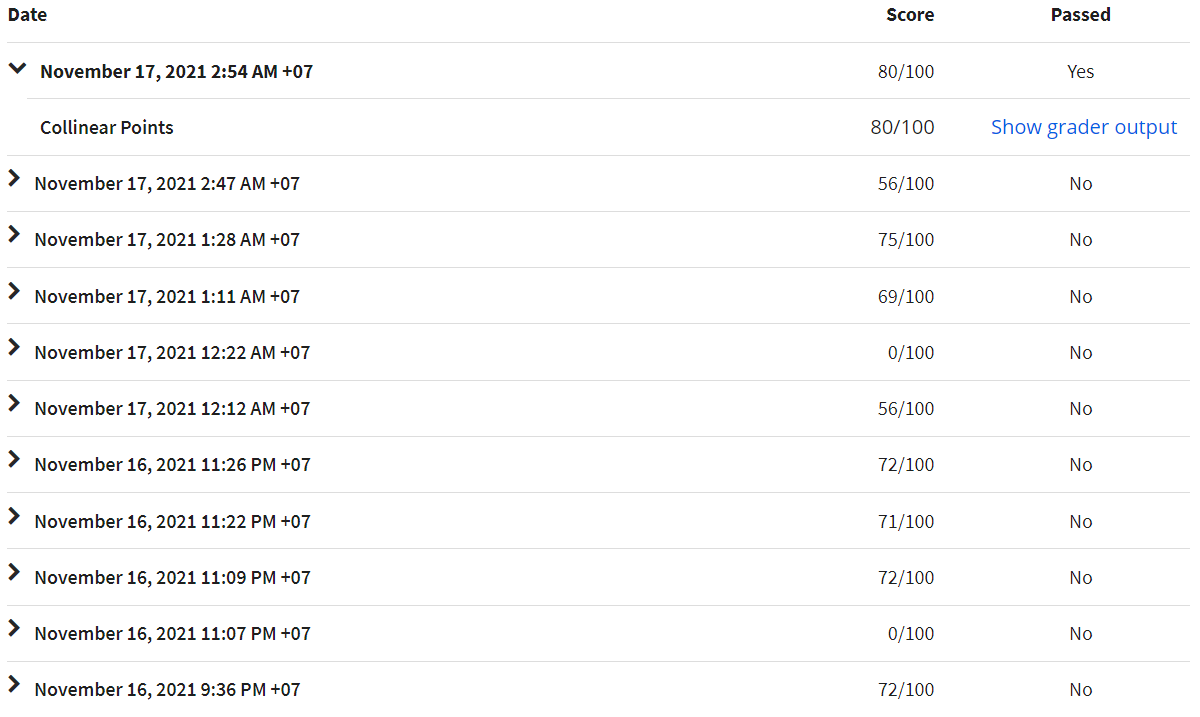 Date Score Passed
November 17, 2021 2:54 AM +07 80/100 Yes
Collinear Points 80/100 Show grader output
November 17, 2021 2:47 AM +07 56/100 No
November 17, 2021 1:28 AM +07 75/100 No
November 17, 2021 1:11 AM +07 69/100 No
November 17, 2021 12:22 AM +07 0/100 No
November 17, 2021 12:12 AM +07 56/100 No
November 16, 2021 11:26 PM +07 72/100 No
November 16, 2021 11:22 PM +07 71/100 No
November 16, 2021 11:09 PM +07 72/100 No
November 16, 2021 11:07 PM +07 0/100 No
November 16, 2021 9:36 PM +07 72/100 No